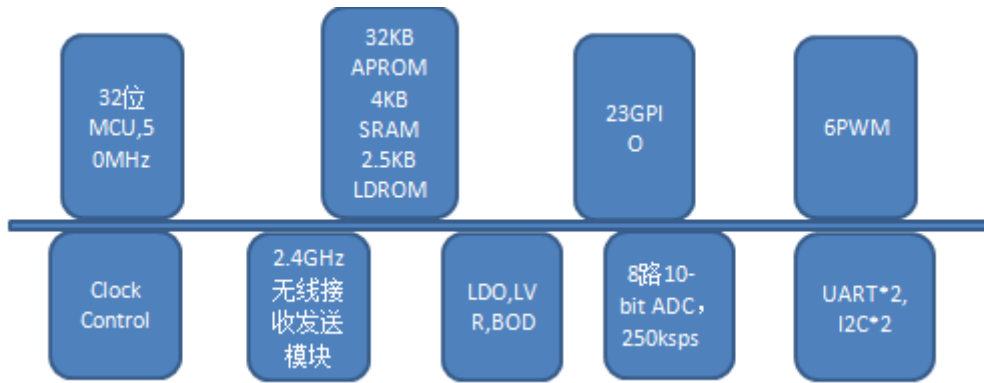 32位
MCU,5
0MHz
32KB
APROM
4KB
SRAM
2.5KB
LDROM
23GPI
O
6PWM
Clock
Control
2.4GHz
无线接
收发送
模块
LDO,LV
R,BOD
8路10-
bit ADC，
250ksps
UART*2,
I2C*2